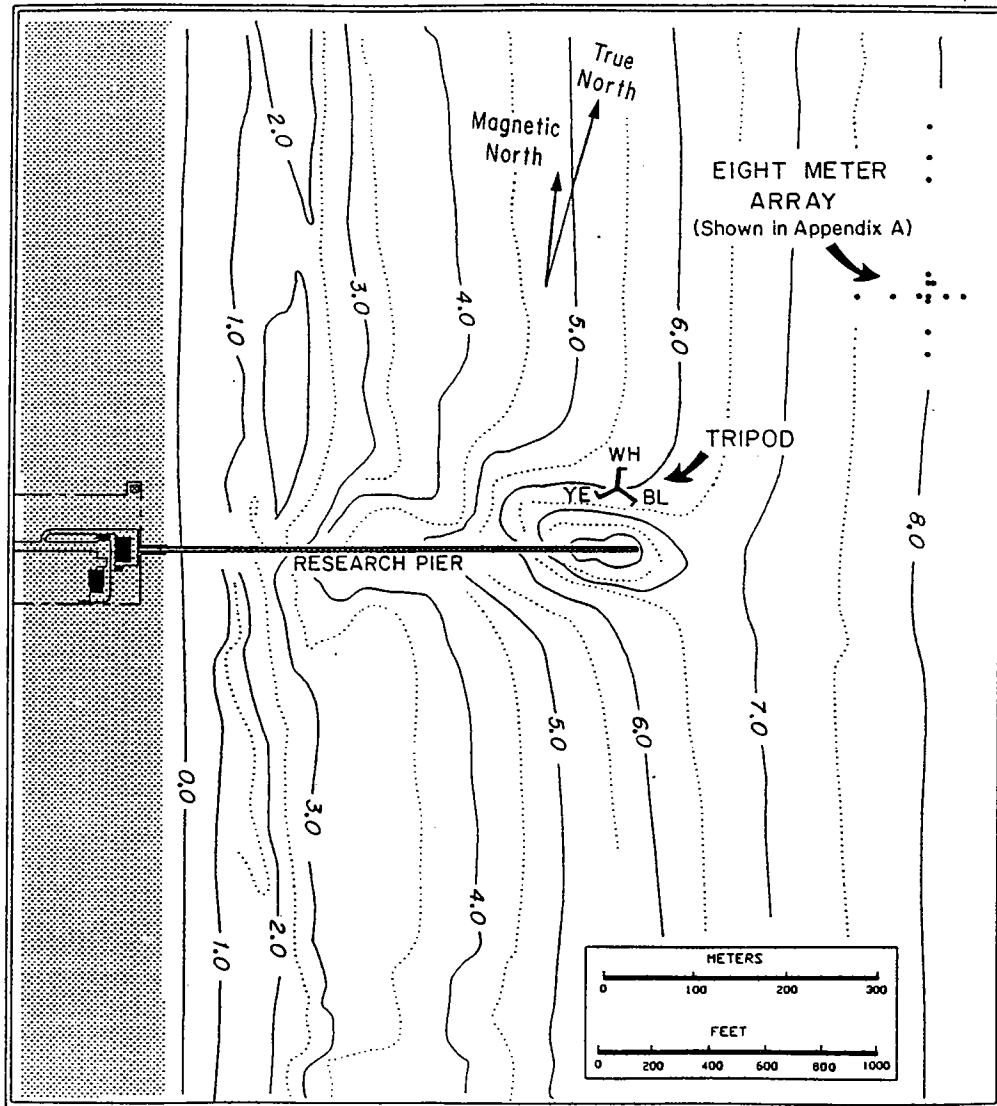 True
North
Magnetic
North
EIGHT METER
ARRAY
(Shown in Appendix A)
2.0
1.0
3.0
4.0
5.0
6.0
TRIPOD
WH
YE
BL
8.0
RESEARCH PIER
0.0
3.0
5.0
6.0
7.0
1.0
2.0
4.0
METERS
0 100 200 300
FEET
0 200 400 600 800 1000